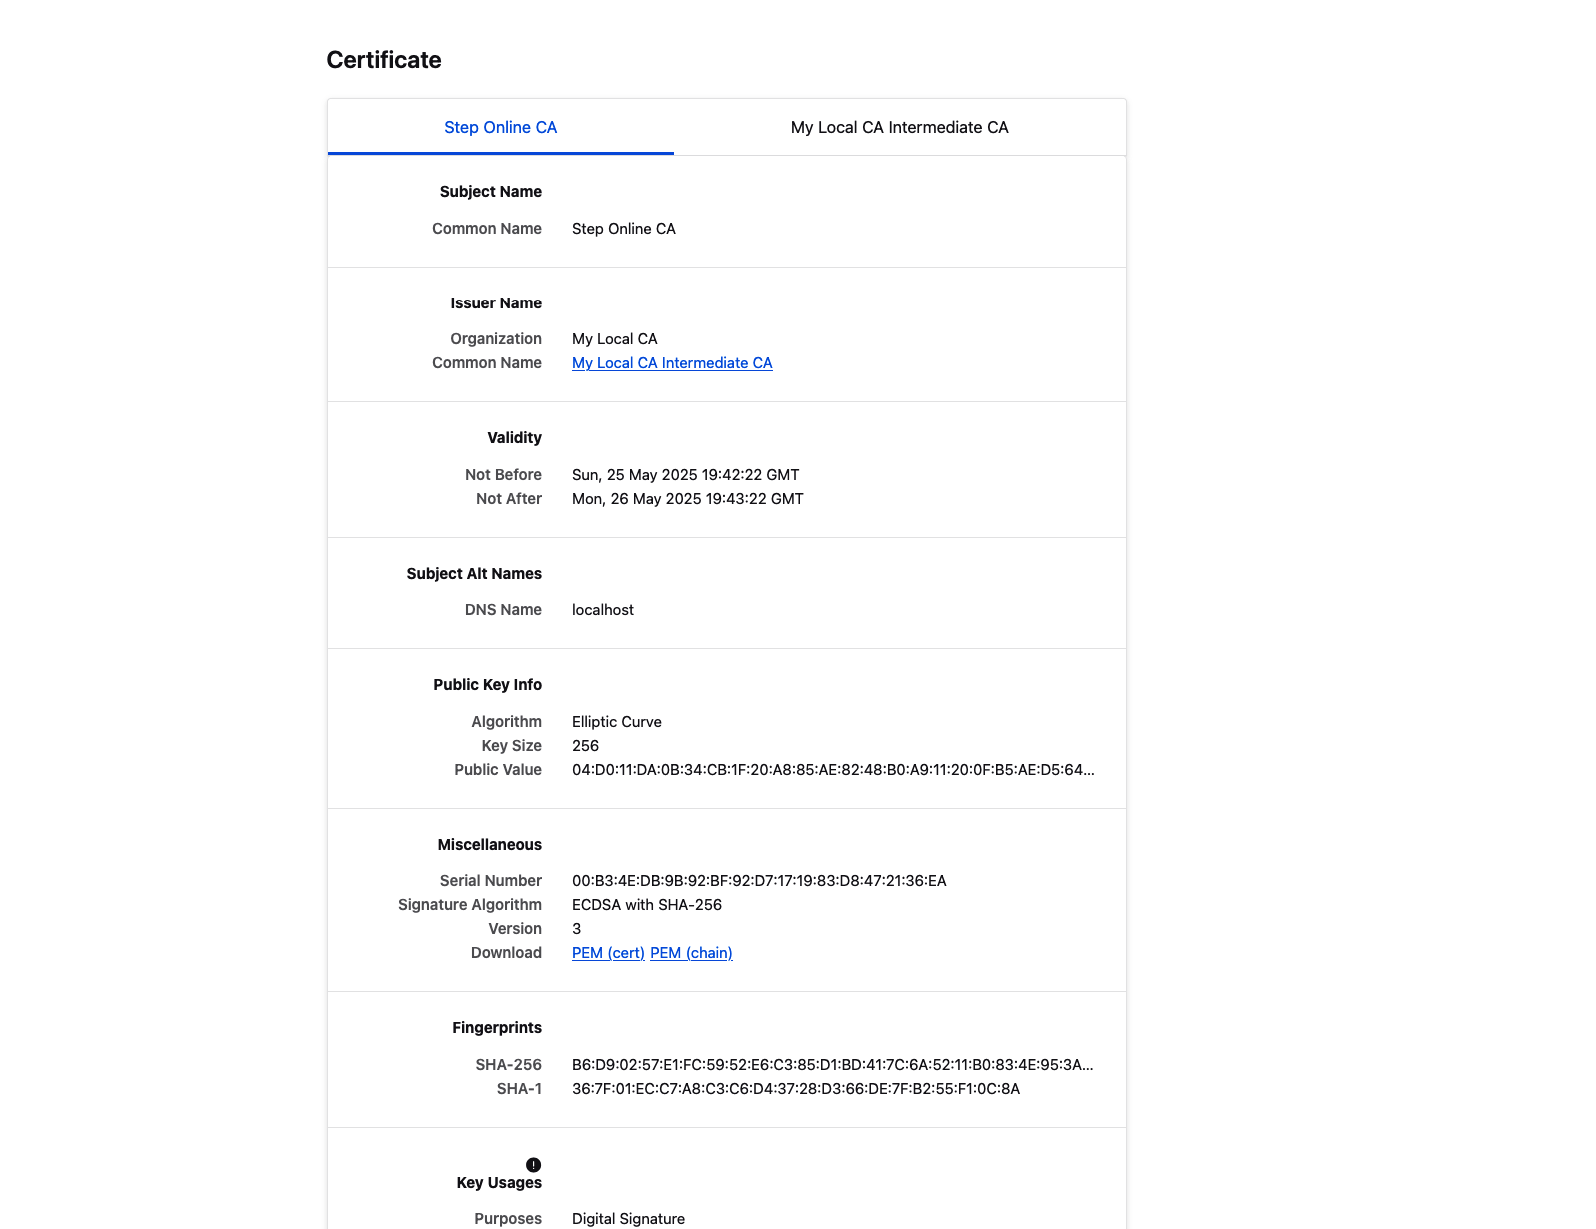 Certificate
Step Online CA
My Local CA Intermediate CA
Subject Name
Common Name Step Online CA
Issuer Name
Organization My Local CA
Common Name My Local CA Intermediate CA
Validity
Not Before Sun, 25 May 2025 19:42:22 GMT
Not After Mon, 26 May 2025 19:43:22 GMT
Subject Alt Names
DNS Name localhost
Public Key Info
Algorithm Elliptic Curve
Key Size 256
Public Value 04:D0:11:DA:0B:34:CB:1F:20:A8:85:AE:82:48:B0:A9:11:20:0F:B5:AE:D5:64...
Miscellaneous
Serial Number 00:B3:4E:DB:9B:92:BF:92:D7:17:19:83:D8:47:21:36:EA
Signature Algorithm ECDSA with SHA-256
Version 3
Download PEM (cert) PEM (chain)
Fingerprints
SHA-256 B6:D9:02:57:E1:FC:59:52:E6:C3:85:D1:BD:41:7C:6A:52:11:B0:83:4E:95:3A...
SHA-1 36:7F:01:EC:C7:A8:C3:C6:D4:37:28:D3:66:DE:7F:B2:55:F1:0C:8A
Key Usages
Purposes Digital Signature